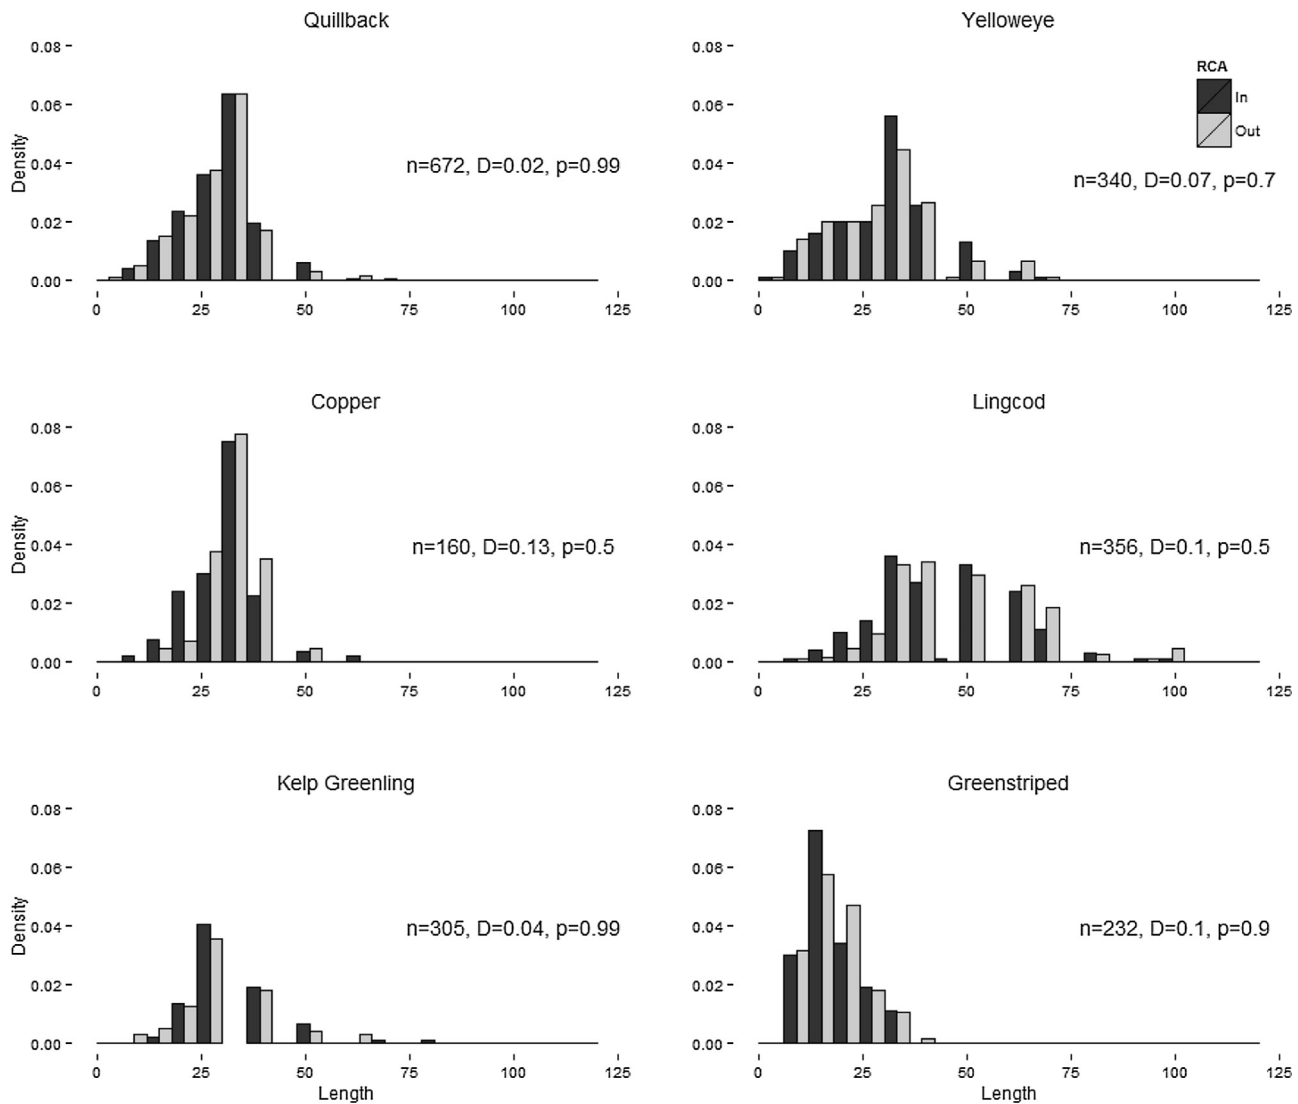 Quillback
0.08
0.06
0.04
0.02
0.00
Density
n=672, D=0.02, p=0.99
0 25 50 75 100 125
Yelloweye
0.08
0.06
0.04
0.02
0.00
RCA
In
Out
n=340, D=0.07, p=0.7
0 25 50 75 100 125
Copper
0.08
0.06
0.04
0.02
0.00
Density
n=160, D=0.13, p=0.5
0 25 50 75 100 125
Lingcod
0.08
0.06
0.04
0.02
0.00
n=356, D=0.1, p=0.5
0 25 50 75 100 125
Kelp Greenling
0.08
0.06
0.04
0.02
0.00
Density
n=305, D=0.04, p=0.99
0 25 50 75 100 125
Length
Greenstriped
0.08
0.06
0.04
0.02
0.00
n=232, D=0.1, p=0.9
0 25 50 75 100 125
Length